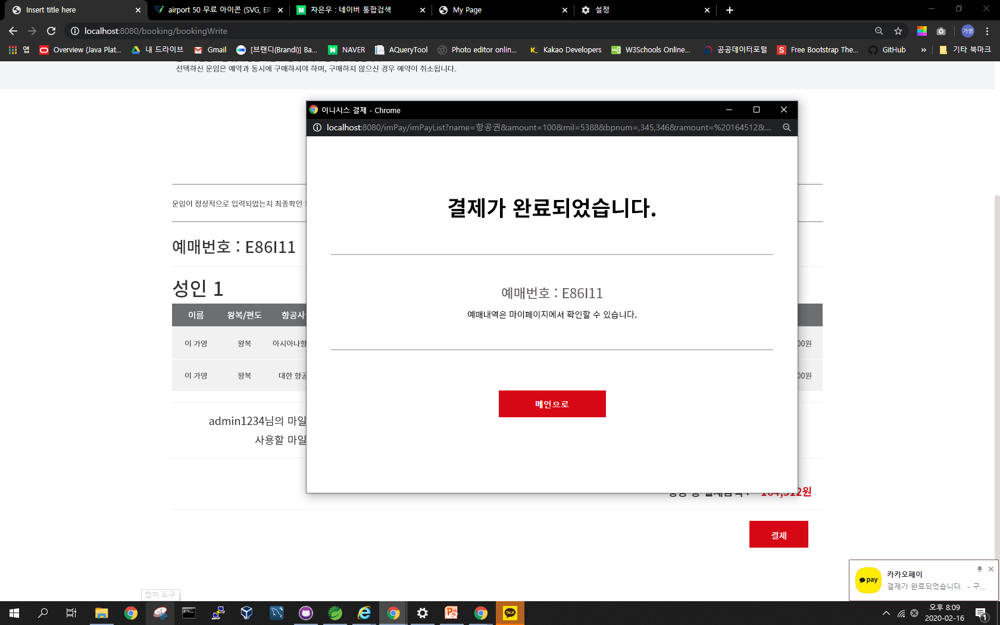 Insert title here
airport 50 무료 아이콘 (SVG, EP
차은우 : 네이버 통합검색
My Page
설정
localhost:8080/booking/bookingWrite
가영
앱
Overview (Java Plat...
내 드라이브
Gmail
[브랜디(Brandi)] Ba...
NAVER
AQueryTool
Photo editor onlin...
Kakao Developers
W3Schools Online...
공공데이터포털
Free Bootstrap The...
GitHub
»
기타 북마크
선택하신 운임은 예약과 동시에 구매하셔야 하며, 구매하지 않으신 경우 예약이 취소됩니다.
이니시스 결제 - Chrome
localhost:8080/imPay/imPayList?name=항공권&amount=100&mil=5388&bpnum=,345,346&ramount=%20164512&...
결제가 완료되었습니다.
예매번호 : E86I11
예매내역은 마이페이지에서 확인할 수 있습니다.
메인으로
운임이 정상적으로 입력되었는지 최종확인
예매번호 : E86I11
성인 1
이름 왕복/편도 항공사
이 가영 왕복 아시아나항 00원
이 가영 왕복 대한 항공 00원
admin1234님의 마일
사용할 마일
164,512원
결제
카카오페이
pay
결제가 완료되었습니다. - 구...
캡처 도구
TALK
오후 8:09
2020-02-16
1